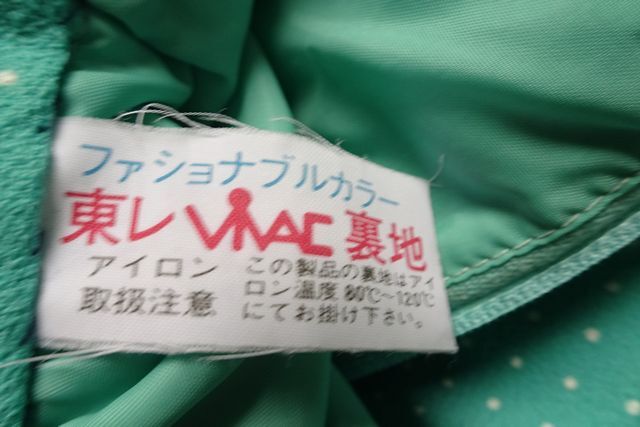 ファショナブルカラー
東レ VIVAC 裏地
アイロン
取扱注意
この製品の裏地はアイ
ロン温度 80℃〜120℃
にてお掛け下さい。